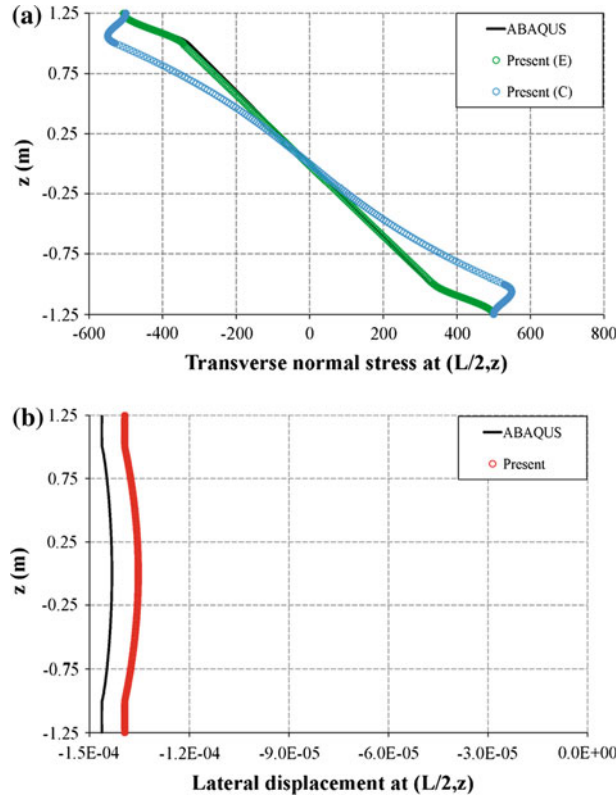 (a)
1.25
0.75
0.25
-0.25
-0.75
-1.25
z (m)
ABAQUS
Present (E)
Present (C)
-600 -400 -200 0 200 400 600 800
Transverse normal stress at (L/2,z)
(b)
1.25
0.75
0.25
-0.25
-0.75
-1.25
z (m)
ABAQUS
Present
-1.5E-04 -1.2E-04 -9.0E-05 -6.0E-05 -3.0E-05 0.0E+00
Lateral displacement at (L/2,z)